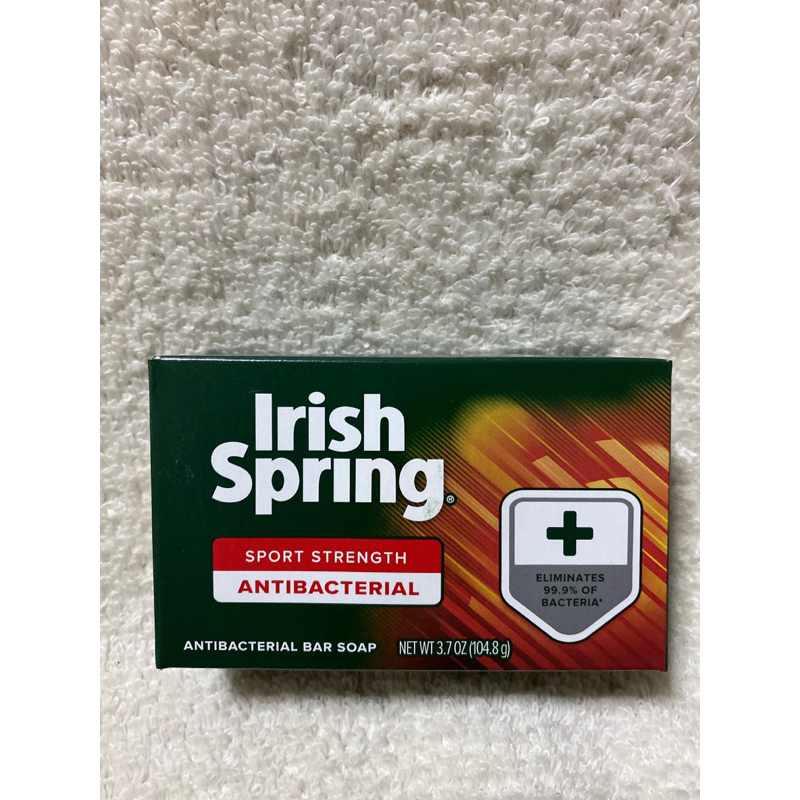 Irish
Spring®
SPORT STRENGTH
ANTIBACTERIAL
ELIMINATES
99.9% OF
BACTERIA*
ANTIBACTERIAL BAR SOAP NET WT 3.7 OZ (104.8 g)